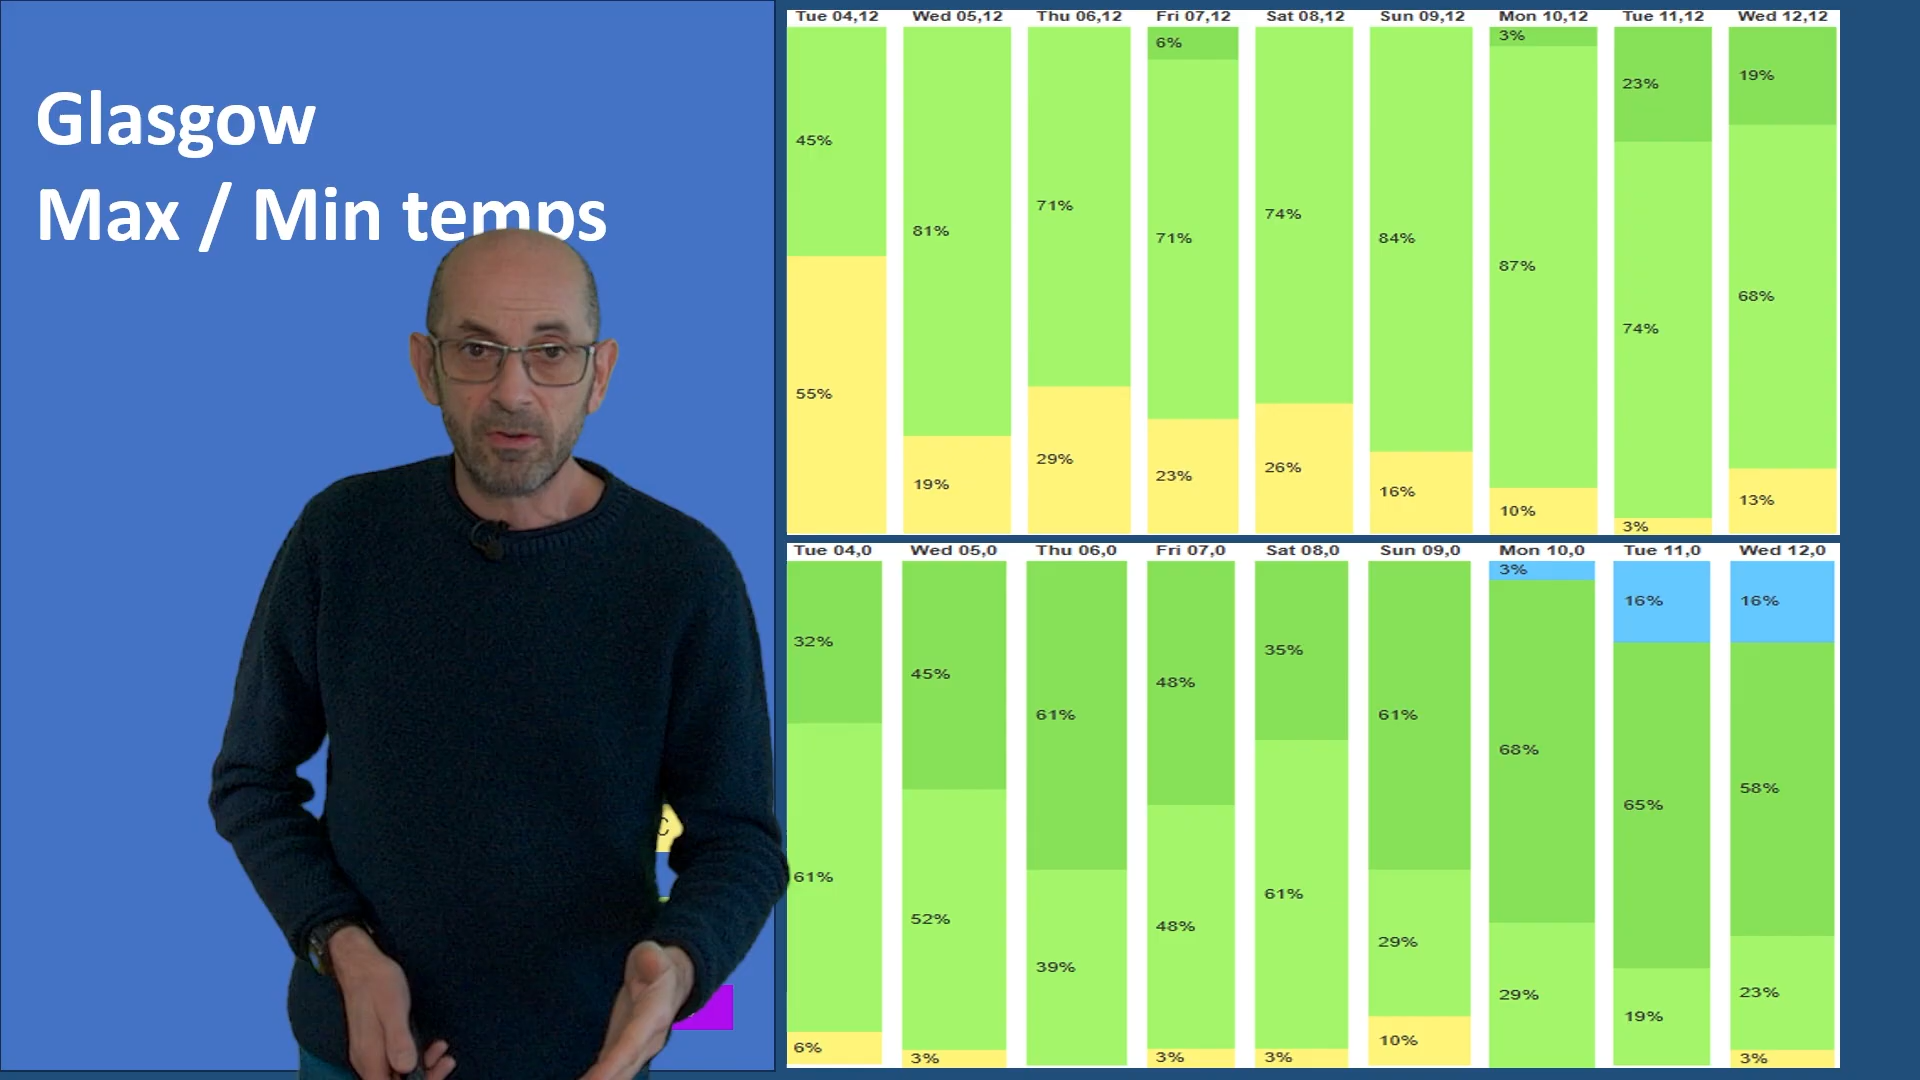 Glasgow
Max / Min temps
Tue 04,12 Wed 05,12 Thu 06,12 Fri 07,12 Sat 08,12 Sun 09,12 Mon 10,12 Tue 11,12 Wed 12,12
6% 3%
23% 19%
45%
71% 74%
81% 71% 84%
87% 68%
74%
55%
29% 23% 26%
19% 16% 13%
10% 3%
Tue 04,0 Wed 05,0 Thu 06,0 Fri 07,0 Sat 08,0 Sun 09,0 Mon 10,0 Tue 11,0 Wed 12,0
3%
16% 16%
32% 35%
45% 48%
61% 61%
68%
65% 58%
C
61% 61%
52% 48% 29%
39% 29% 23%
19%
6% 10%
3% 3% 3% 3%